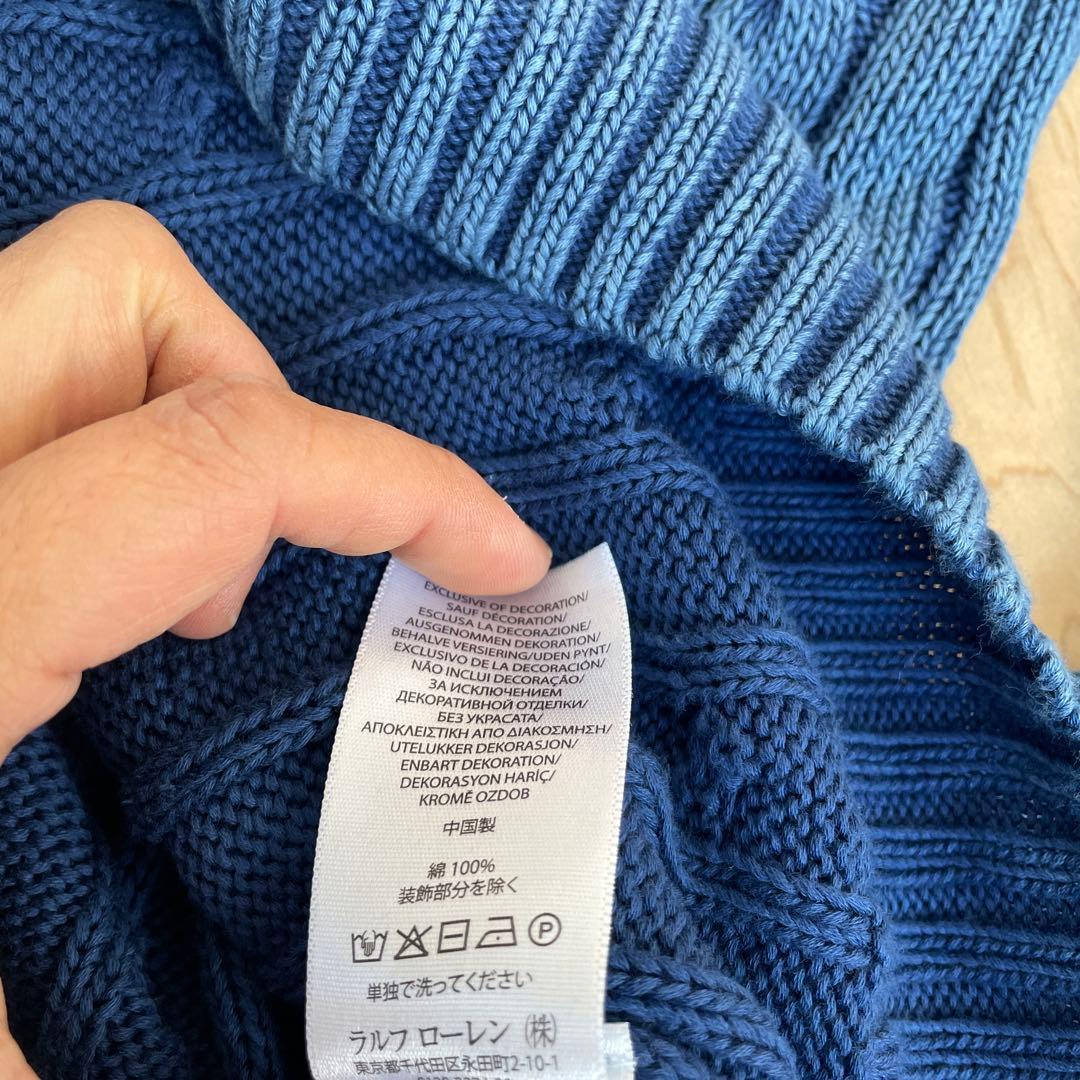 EXCLUSIVE OF DECORATION/
SAUF DÉCORATION/
ESCLUSA LA DECORAZIONE/
AUSGENOMMEN DEKORATION/
BEHALVE VERSIERING/UDEN PYNT/
EXCLUSIVO DE LA DECORACIÓN/
NÃO INCLUI DECORAÇÃO/
ЗА ИСКЛЮЧЕНИЕМ
ДЕКОРАТИВНОЙ ОТДЕЛКИ/
БЕЗ УКРАСАТА/
ΑΠΟΚΛΕΙΣΤΙΚΗ ΑΠΟ ΔΙΑΚΟΣΜΗΣΗ/
UTELUKKER DEKORASJON/
ENBART DEKORATION/
DEKORASYON HARİÇ/
KROMĚ OZDOB
中国製
綿 100%
装飾部分を除く
P
単独で洗ってください
ラルフ ローレン (株)
東京都千代田区永田町2-10-1